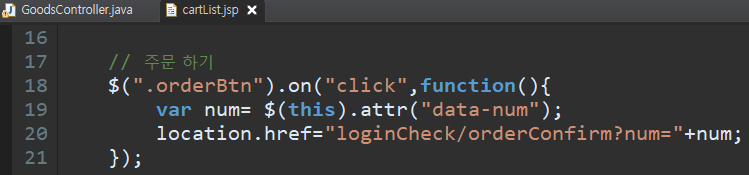 GoodsController.java cartList.jsp
16
17 // 주문 하기
18 $(".orderBtn").on("click",function(){
19 var num= $(this).attr("data-num");
20 location.href="loginCheck/orderConfirm?num="+num;
21 });